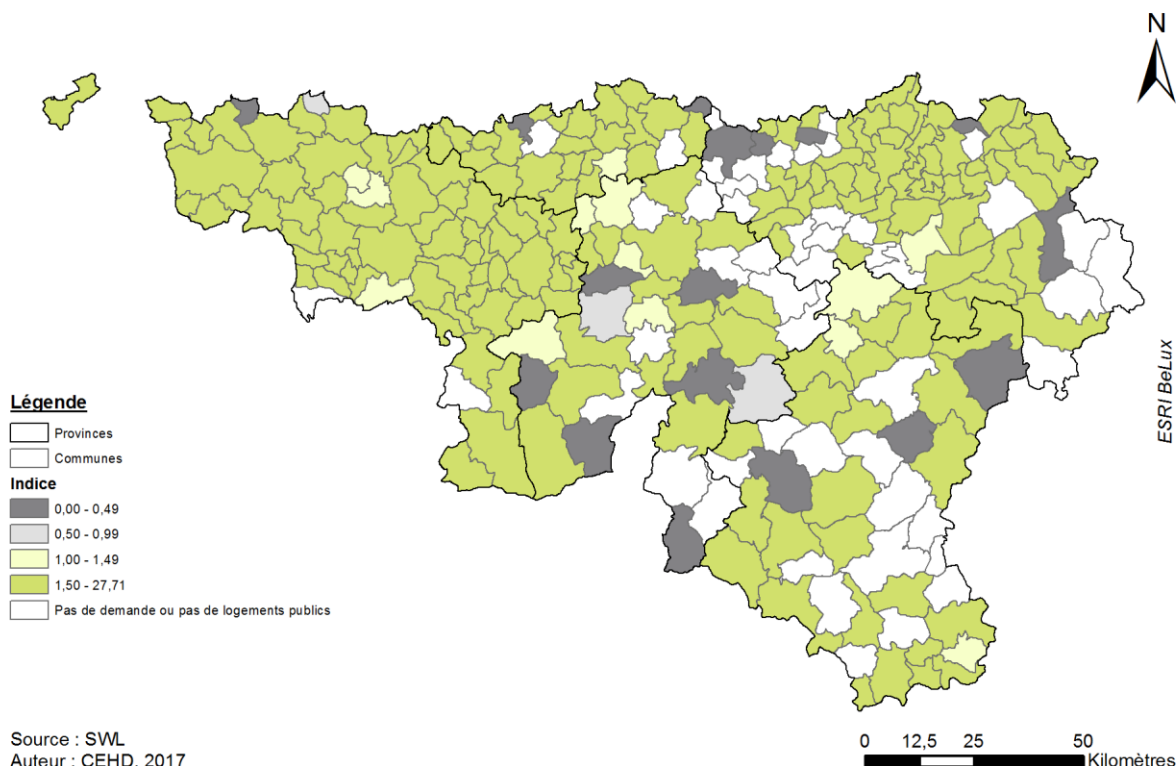 N
ESRI BeLux
Légende
Provinces
Communes
Indice
0,00 - 0,49
0,50 - 0,99
1,00 - 1,49
1,50 - 27,71
Pas de demande ou pas de logements publics
Source : SWL
Auteur : CEHD, 2017
0 12,5 25 50
Kilomètres